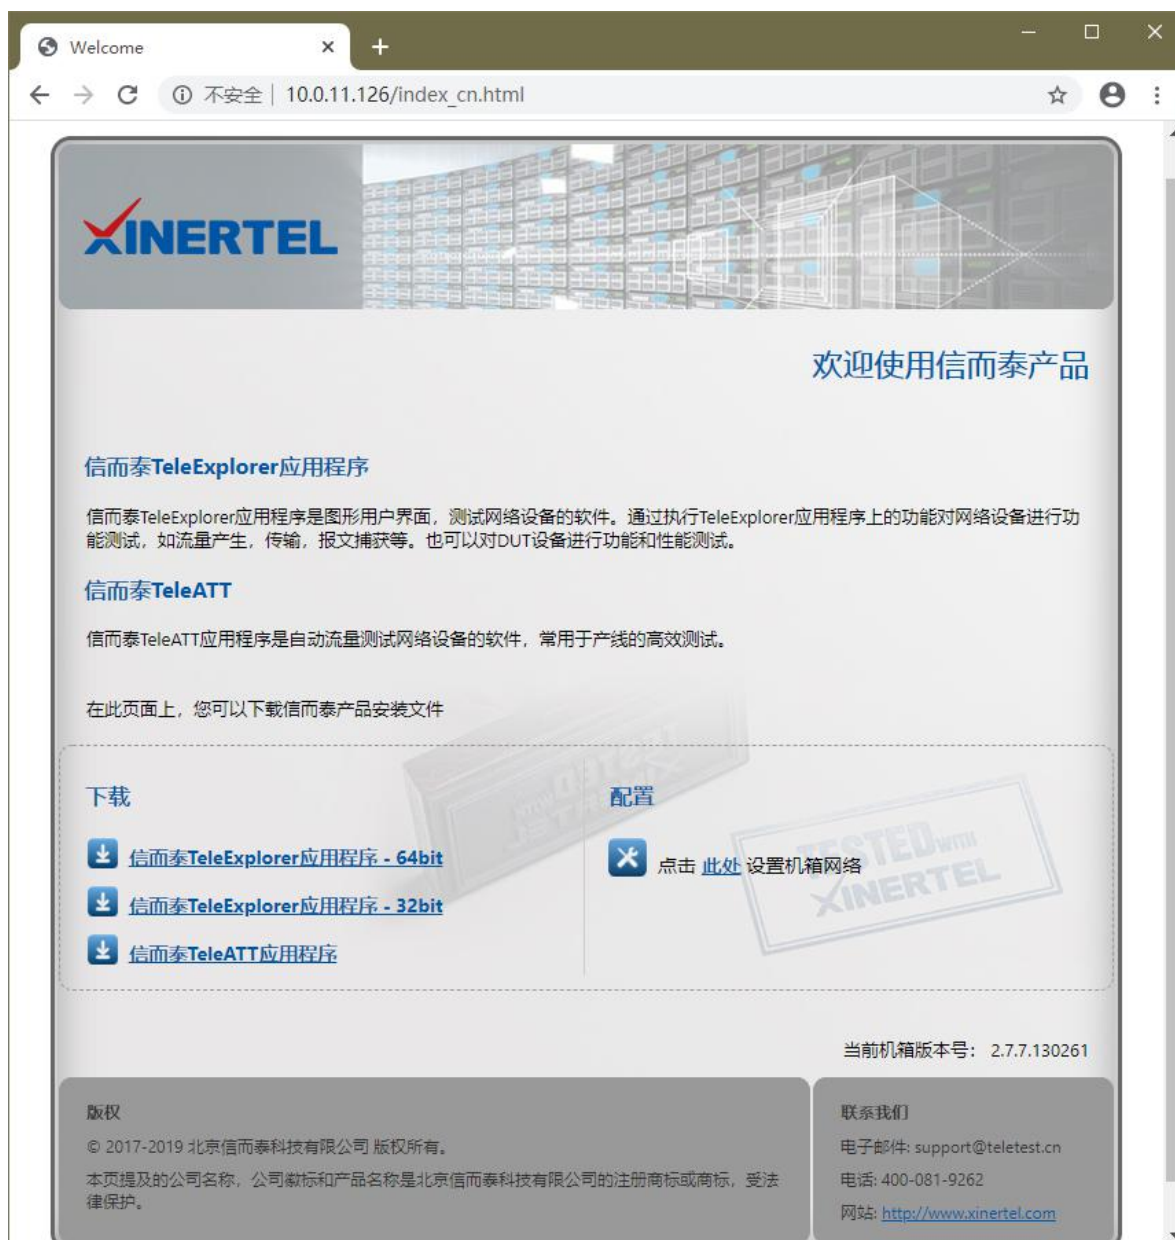 Welcome
不安全 | 10.0.11.126/index_cn.html
XINERTEL
欢迎使用信而泰产品
信而泰TeleExplorer应用程序
信而泰TeleExplorer应用程序是图形用户界面，测试网络设备的软件。通过执行TeleExplorer应用程序上的功能对网络设备进行功
能测试，如流量产生，传输，报文捕获等。也可以对DUT设备进行功能和性能测试。
信而泰TeleATT
信而泰TeleATT应用程序是自动流量测试网络设备的软件，常用于产线的高效测试。
在此页面上，您可以下载信而泰产品安装文件
下载
信而泰TeleExplorer应用程序 - 64bit
信而泰TeleExplorer应用程序 - 32bit
信而泰TeleATT应用程序
配置
点击 此处 设置机箱网络
TESTED WITH
XINERTEL
当前机箱版本号： 2.7.7.130261
版权
© 2017-2019 北京信而泰科技有限公司 版权所有。
本页提及的公司名称，公司徽标和产品名称是北京信而泰科技有限公司的注册商标或商标，受法
律保护。
联系我们
电子邮件: support@teletest.cn
电话: 400-081-9262
网站: http://www.xinertel.com